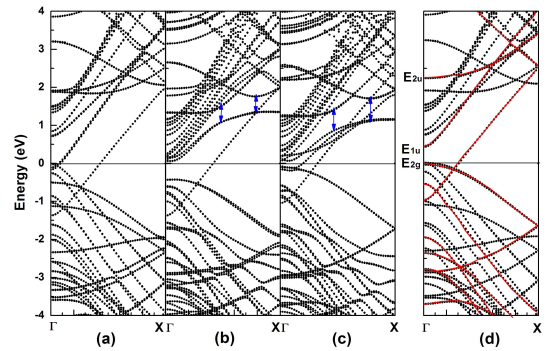 Energy (eV)
4
3
2
1
0
-1
-2
-3
-4
E2u
E1u
E2g
Γ X Γ X Γ X Γ X
(a) (b) (c) (d)